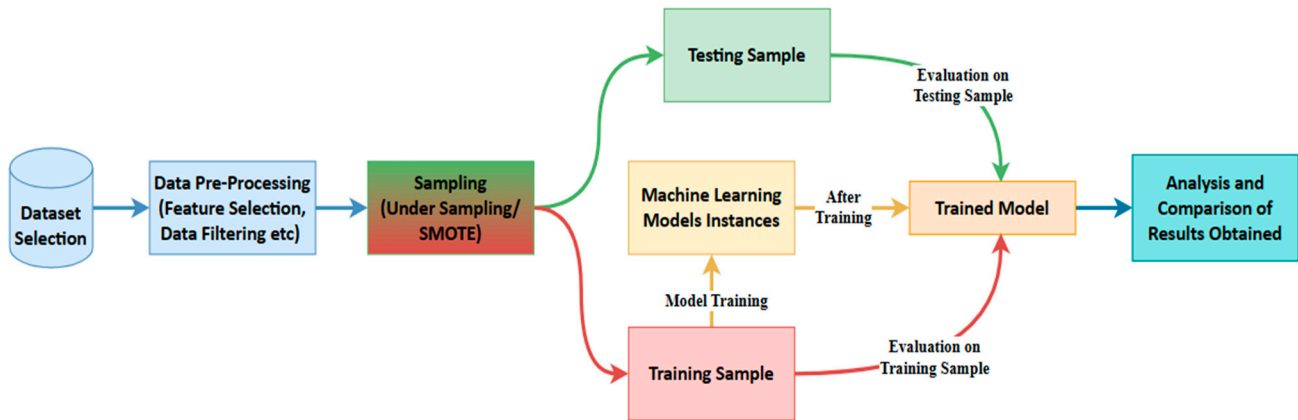 Dataset
Selection
Data Pre-Processing
(Feature Selection,
Data Filtering etc)
Sampling
(Under Sampling/
SMOTE)
Testing Sample
Evaluation on
Testing Sample
Machine Learning
Models Instances
After
Training
Trained Model
Analysis and
Comparison of
Results Obtained
Model Training
Training Sample
Evaluation on
Training Sample